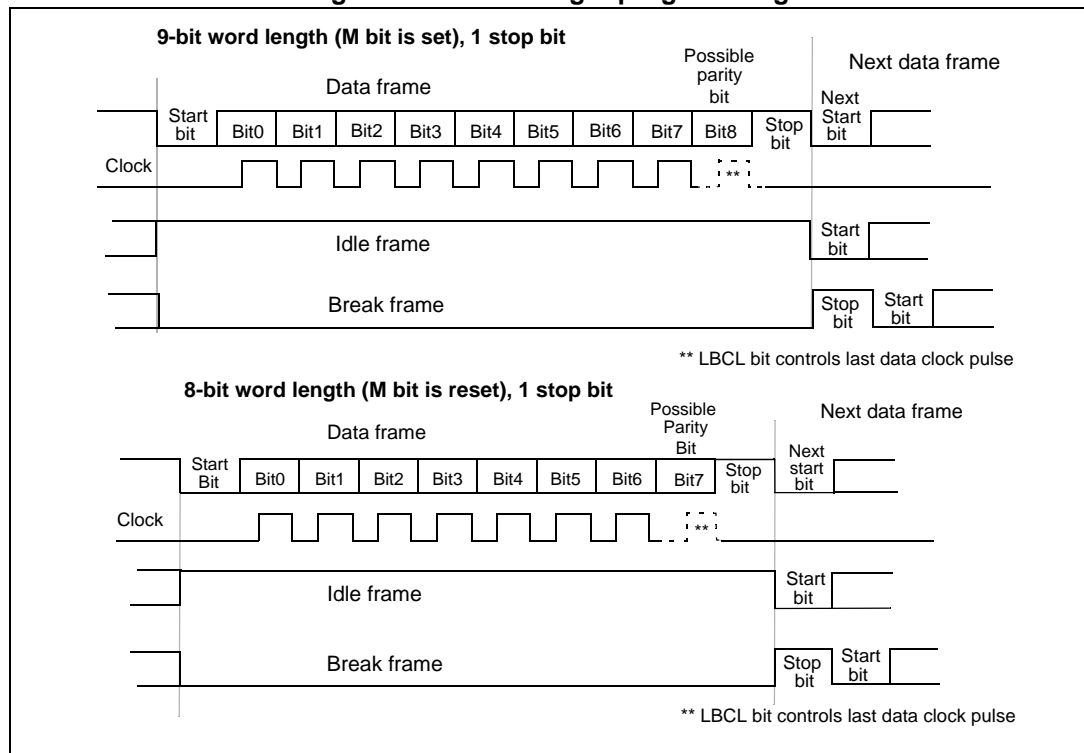 9-bit word length (M bit is set), 1 stop bit
Possible
parity
bit
Next data frame
Data frame
Next
Start
bit
Start
bit
Bit0 Bit1 Bit2 Bit3 Bit4 Bit5 Bit6 Bit7 Bit8
Stop
bit
Clock
**
Idle frame
Start
bit
Break frame
Stop
bit
Start
bit
** LBCL bit controls last data clock pulse
8-bit word length (M bit is reset), 1 stop bit
Possible
Parity
Bit
Next data frame
Data frame
Next
start
bit
Start
Bit
Bit0 Bit1 Bit2 Bit3 Bit4 Bit5 Bit6 Bit7
Stop
bit
Clock
**
Idle frame
Start
bit
Break frame
Stop
bit
Start
bit
** LBCL bit controls last data clock pulse